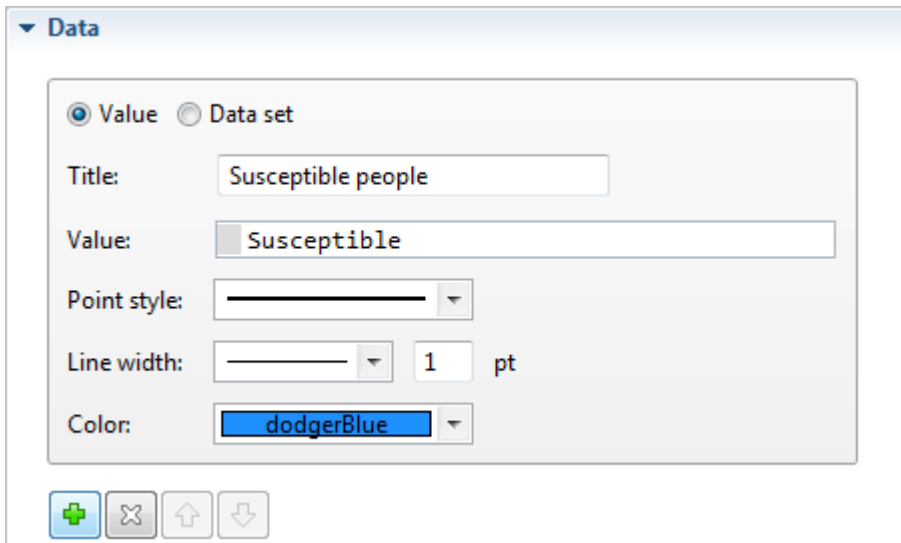 Data
Value Data set
Title: Susceptible people
Value: Susceptible
Point style:
Line width: 1 pt
Color: dodgerBlue